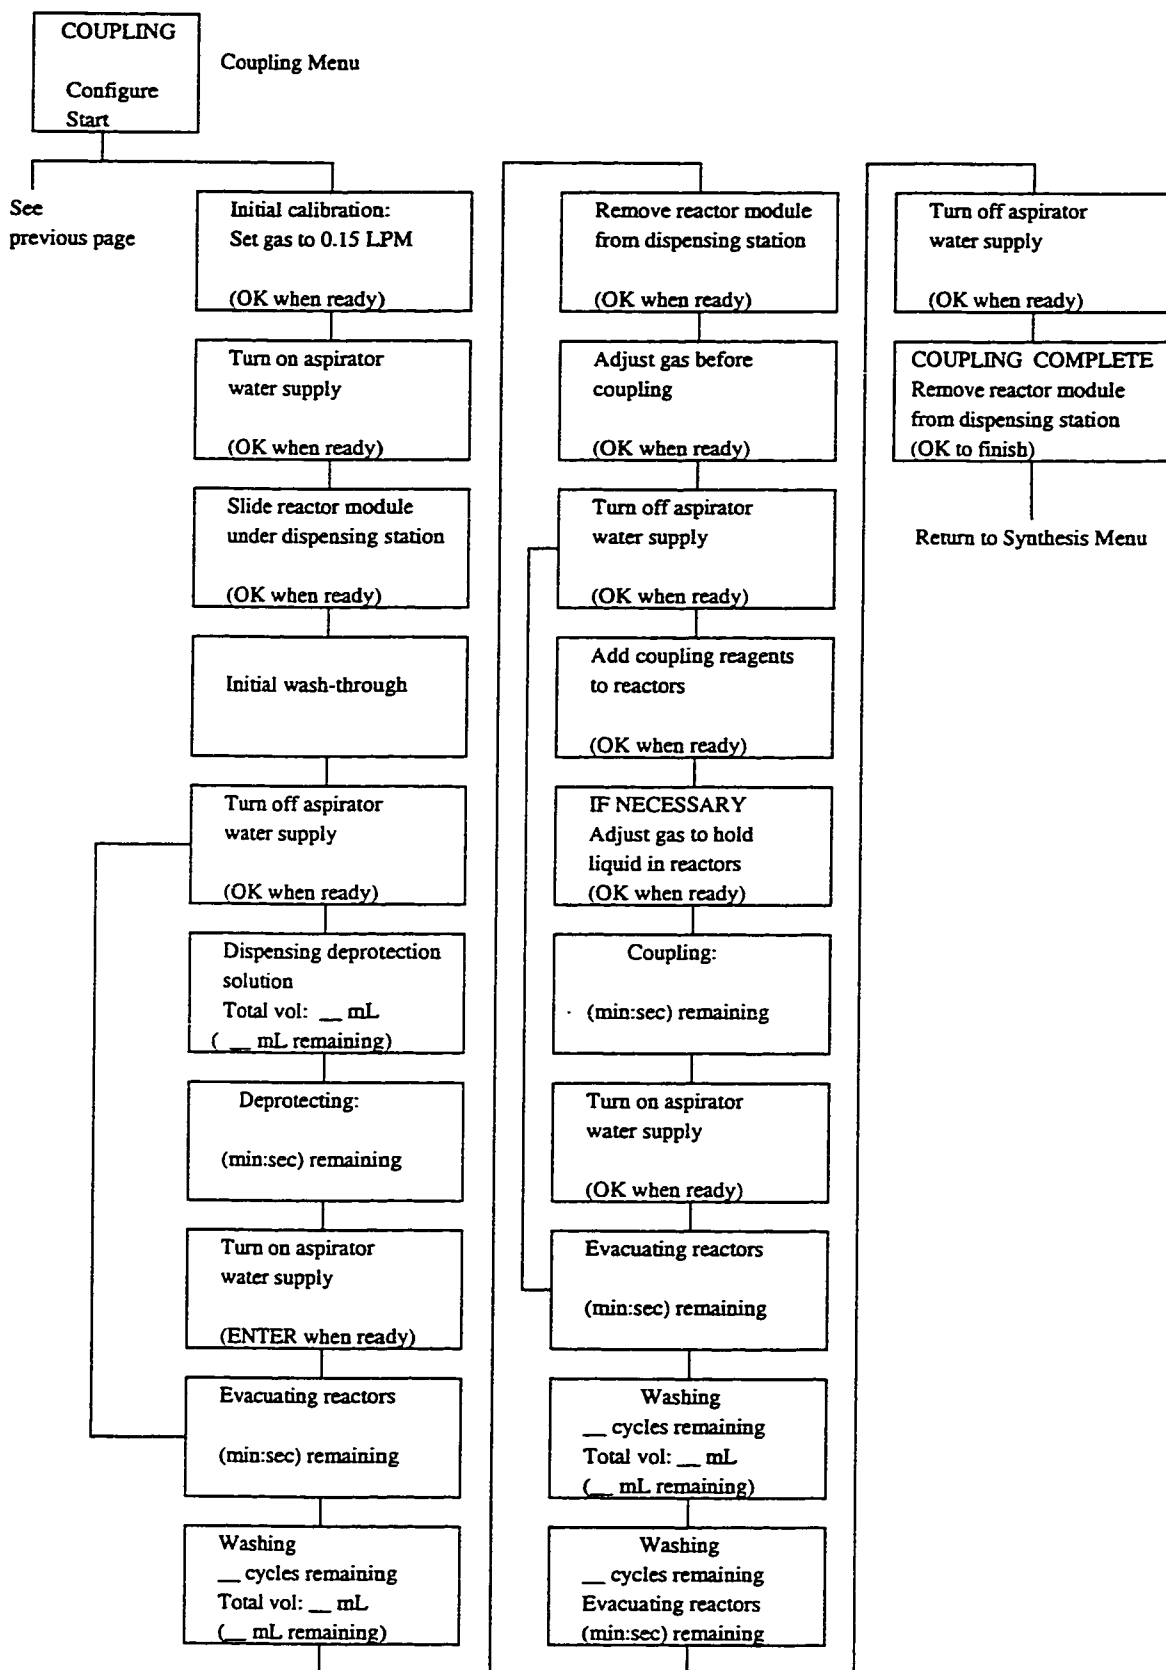 COUPLING
Configure
Start
Coupling Menu
See
previous page
Initial calibration:
Set gas to 0.15 LPM
(OK when ready)
Turn on aspirator
water supply
(OK when ready)
Slide reactor module
under dispensing station
(OK when ready)
Initial wash-through
Turn off aspirator
water supply
(OK when ready)
Dispensing deprotection
solution
Total vol: __ mL
( __ mL remaining)
Deprotecting:
(min:sec) remaining
Turn on aspirator
water supply
(ENTER when ready)
Evacuating reactors
(min:sec) remaining
Washing
__ cycles remaining
Total vol: __ mL
(__ mL remaining)
Remove reactor module
from dispensing station
(OK when ready)
Adjust gas before
coupling
(OK when ready)
Turn off aspirator
water supply
(OK when ready)
Add coupling reagents
to reactors
(OK when ready)
IF NECESSARY
Adjust gas to hold
liquid in reactors
(OK when ready)
Coupling:
(min:sec) remaining
Turn on aspirator
water supply
(OK when ready)
Evacuating reactors
(min:sec) remaining
Washing
__ cycles remaining
Total vol: __ mL
(__ mL remaining)
Washing
__ cycles remaining
Evacuating reactors
(min:sec) remaining
Turn off aspirator
water supply
(OK when ready)
COUPLING COMPLETE
Remove reactor module
from dispensing station
(OK to finish)
Return to Synthesis Menu